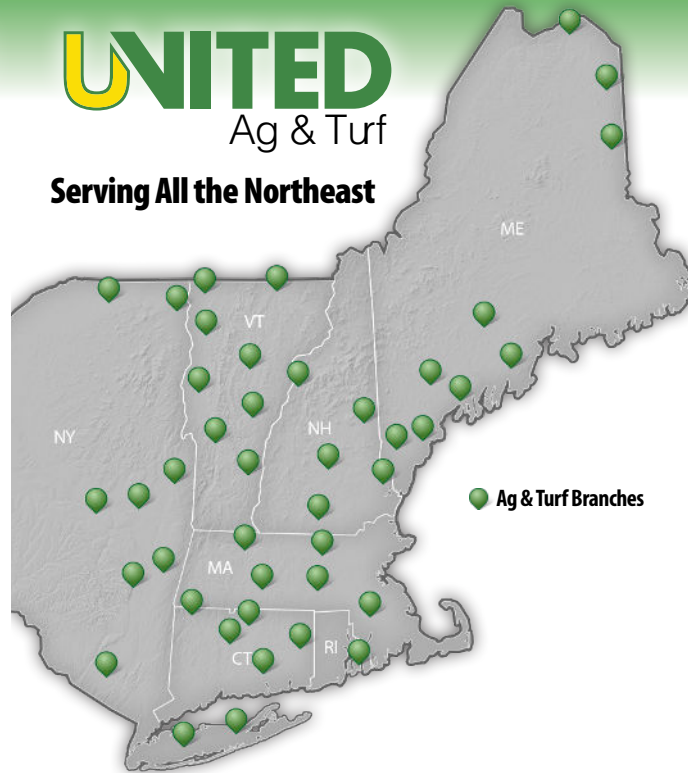 UNITED
Ag & Turf
Serving All the Northeast
ME
VT
NY
NH
Ag & Turf Branches
MA
CT
RI